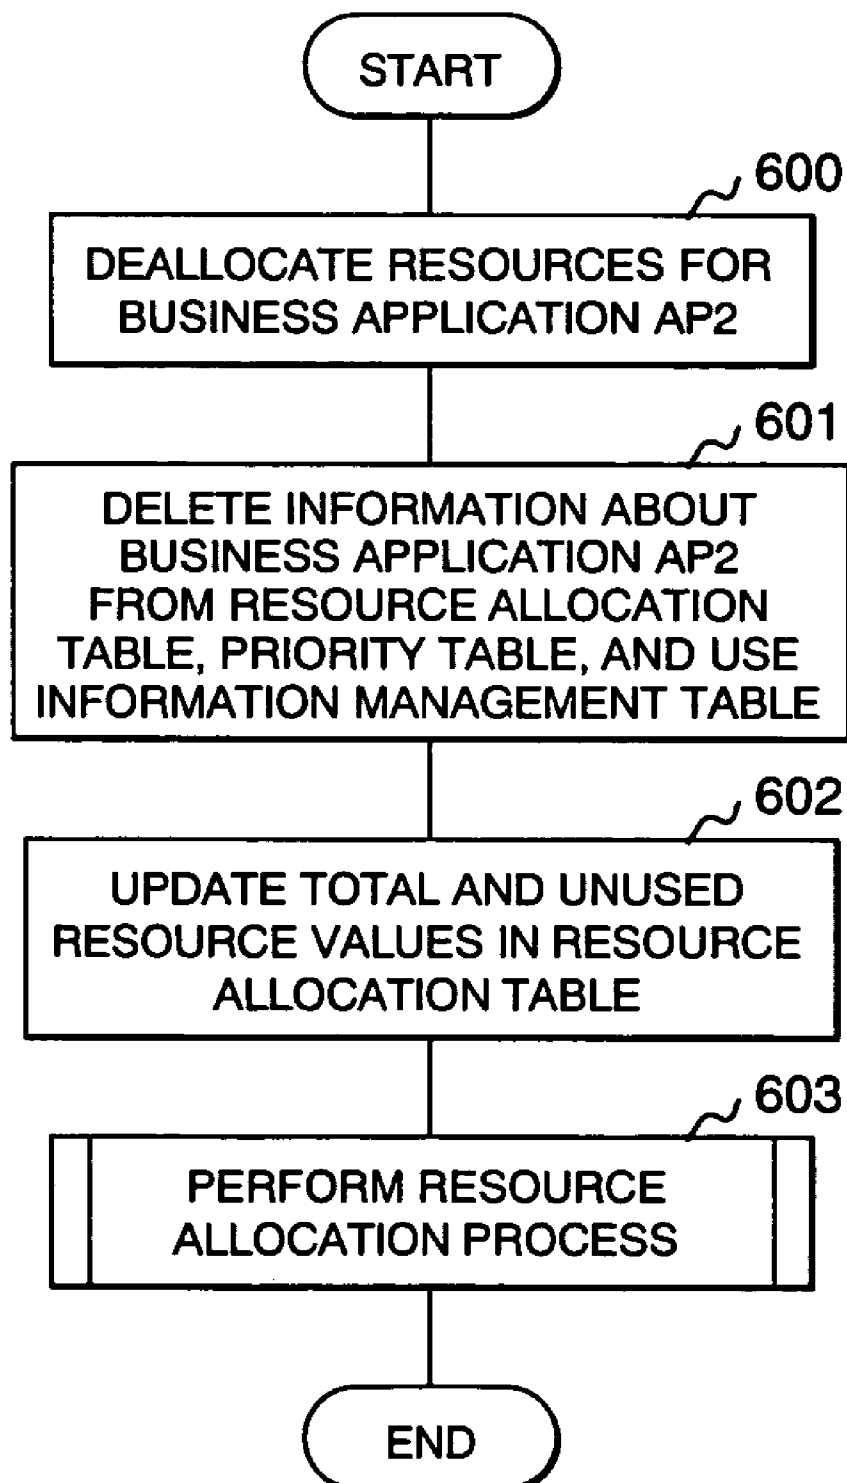 START
600
DEALLOCATE RESOURCES FOR
BUSINESS APPLICATION AP2
601
DELETE INFORMATION ABOUT
BUSINESS APPLICATION AP2
FROM RESOURCE ALLOCATION
TABLE, PRIORITY TABLE, AND USE
INFORMATION MANAGEMENT TABLE
602
UPDATE TOTAL AND UNUSED
RESOURCE VALUES IN RESOURCE
ALLOCATION TABLE
603
PERFORM RESOURCE
ALLOCATION PROCESS
END